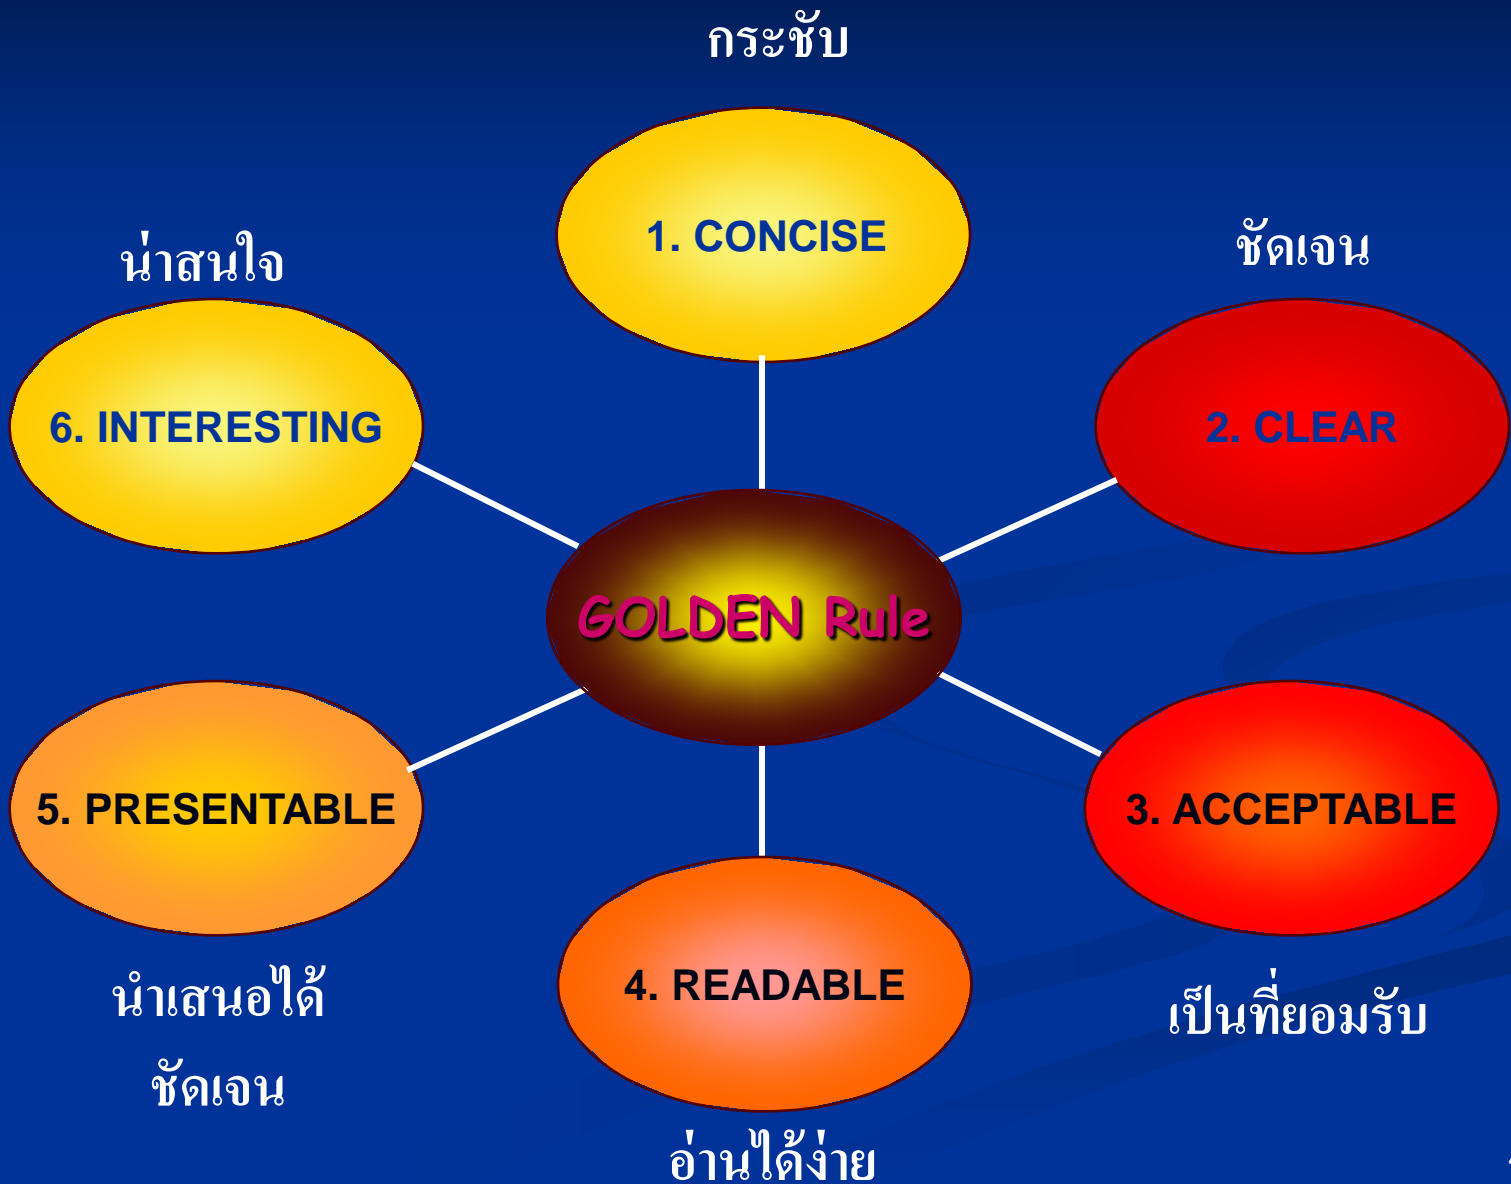 กระชับ
1. CONCISE
ชัดเจน
2. CLEAR
น่าสนใจ
6. INTERESTING
GOLDEN Rule
3. ACCEPTABLE
เป็นที่ยอมรับ
5. PRESENTABLE
นำเสนอได้
ชัดเจน
4. READABLE
อ่านได้ง่าย